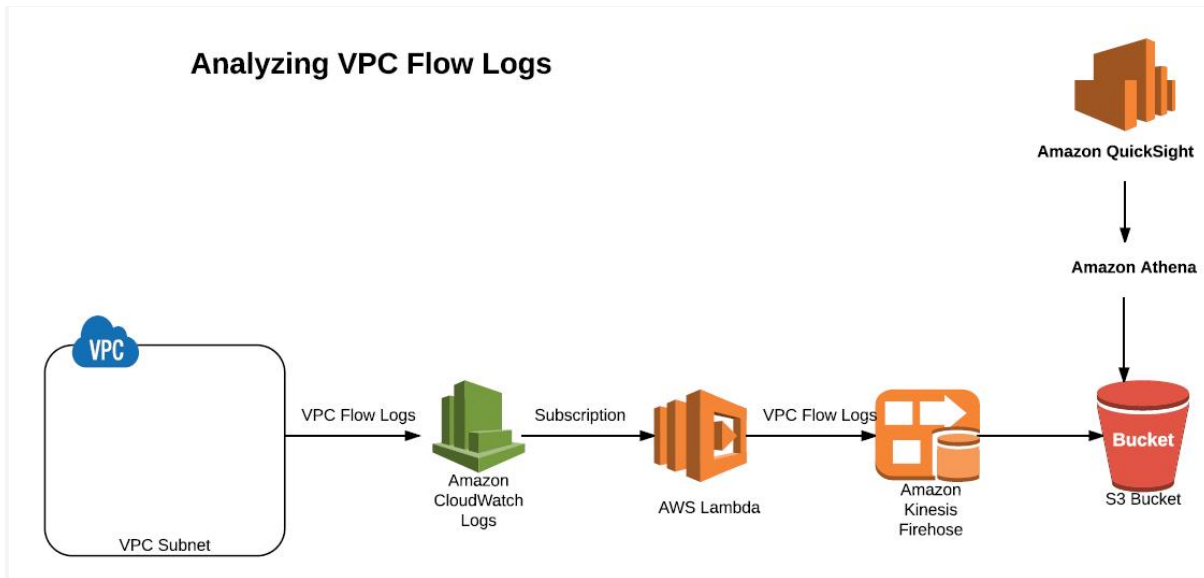 Analyzing VPC Flow Logs
Amazon QuickSight
Amazon Athena
VPC
VPC Flow Logs
Subscription
VPC Flow Logs
Bucket
Amazon
CloudWatch
Logs
AWS Lambda
Amazon
Kinesis
Firehose
S3 Bucket
VPC Subnet